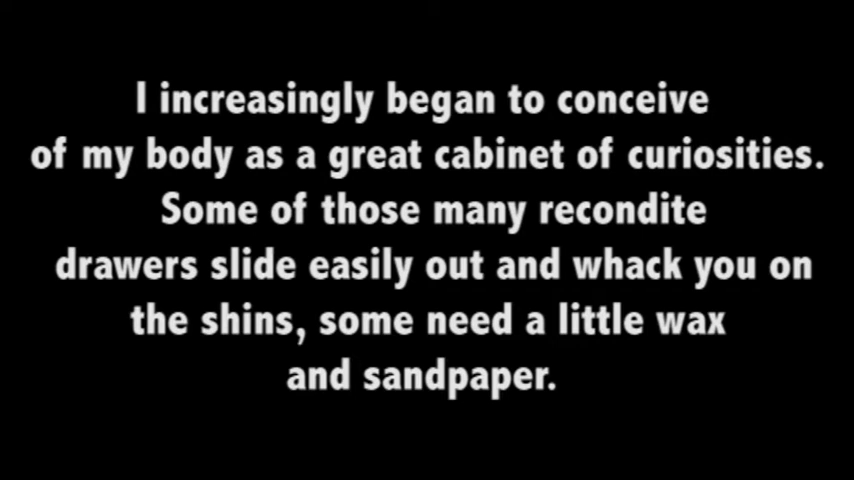 I increasingly began to conceive
of my body as a great cabinet of curiosities.
Some of those many recondite
drawers slide easily out and whack you on
the shins, some need a little wax
and sandpaper.